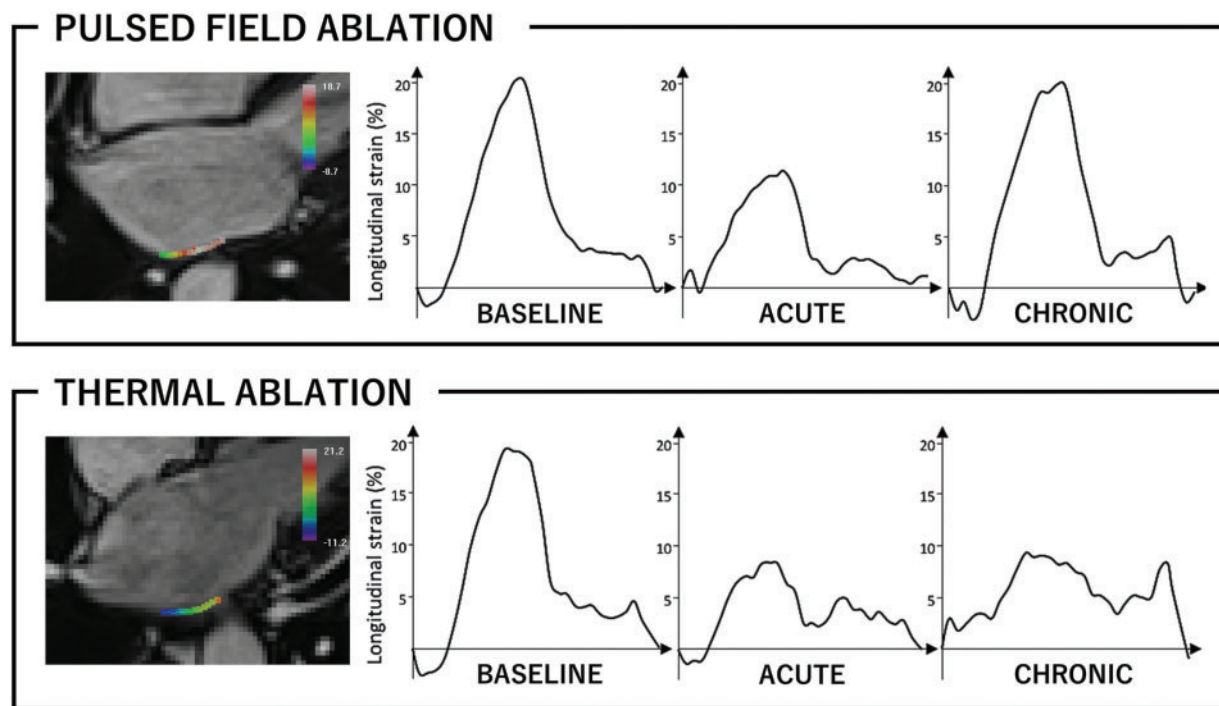 PULSED FIELD ABLATION
18.7
-8.7
Longitudinal strain (%)
20
15
10
5
BASELINE
20
15
10
5
ACUTE
20
15
10
5
CHRONIC
THERMAL ABLATION
21.2
-11.2
Longitudinal strain (%)
20
15
10
5
BASELINE
20
15
10
5
ACUTE
20
15
10
5
CHRONIC